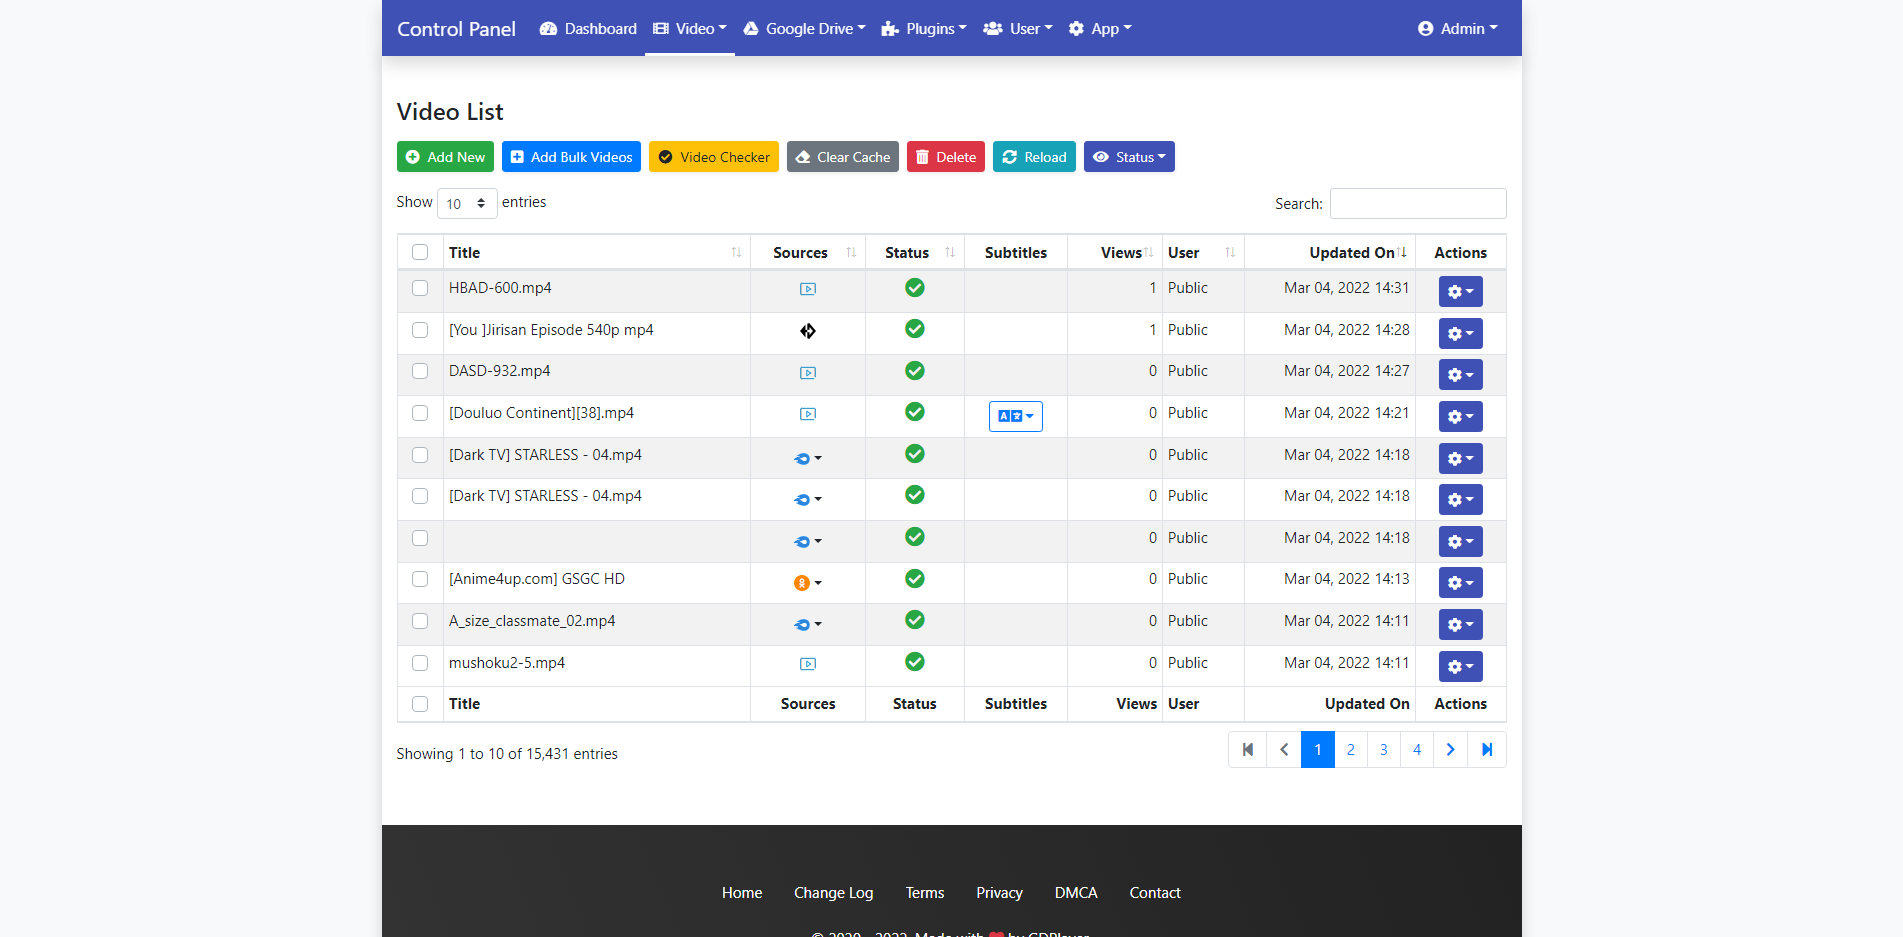 Control Panel Dashboard Video Google Drive Plugins User App Admin
Video List
Add New Add Bulk Videos Video Checker Clear Cache Delete Reload Status
Show 10 entries Search:
Title Sources Status Subtitles Views User Updated On Actions
HBAD-600.mp4 1 Public Mar 04, 2022 14:31
[You ]Jirisan Episode 540p mp4 1 Public Mar 04, 2022 14:28
DASD-932.mp4 0 Public Mar 04, 2022 14:27
[Douluo Continent][38].mp4 0 Public Mar 04, 2022 14:21
[Dark TV] STARLESS - 04.mp4 0 Public Mar 04, 2022 14:18
[Dark TV] STARLESS - 04.mp4 0 Public Mar 04, 2022 14:18
0 Public Mar 04, 2022 14:18
[Anime4up.com] GSGC HD 0 Public Mar 04, 2022 14:13
A_size_classmate_02.mp4 0 Public Mar 04, 2022 14:11
mushoku2-5.mp4 0 Public Mar 04, 2022 14:11
Title Sources Status Subtitles Views User Updated On Actions
Showing 1 to 10 of 15,431 entries 1 2 3 4
Home Change Log Terms Privacy DMCA Contact
© 2020 - 2022. Made with by GDPlayer